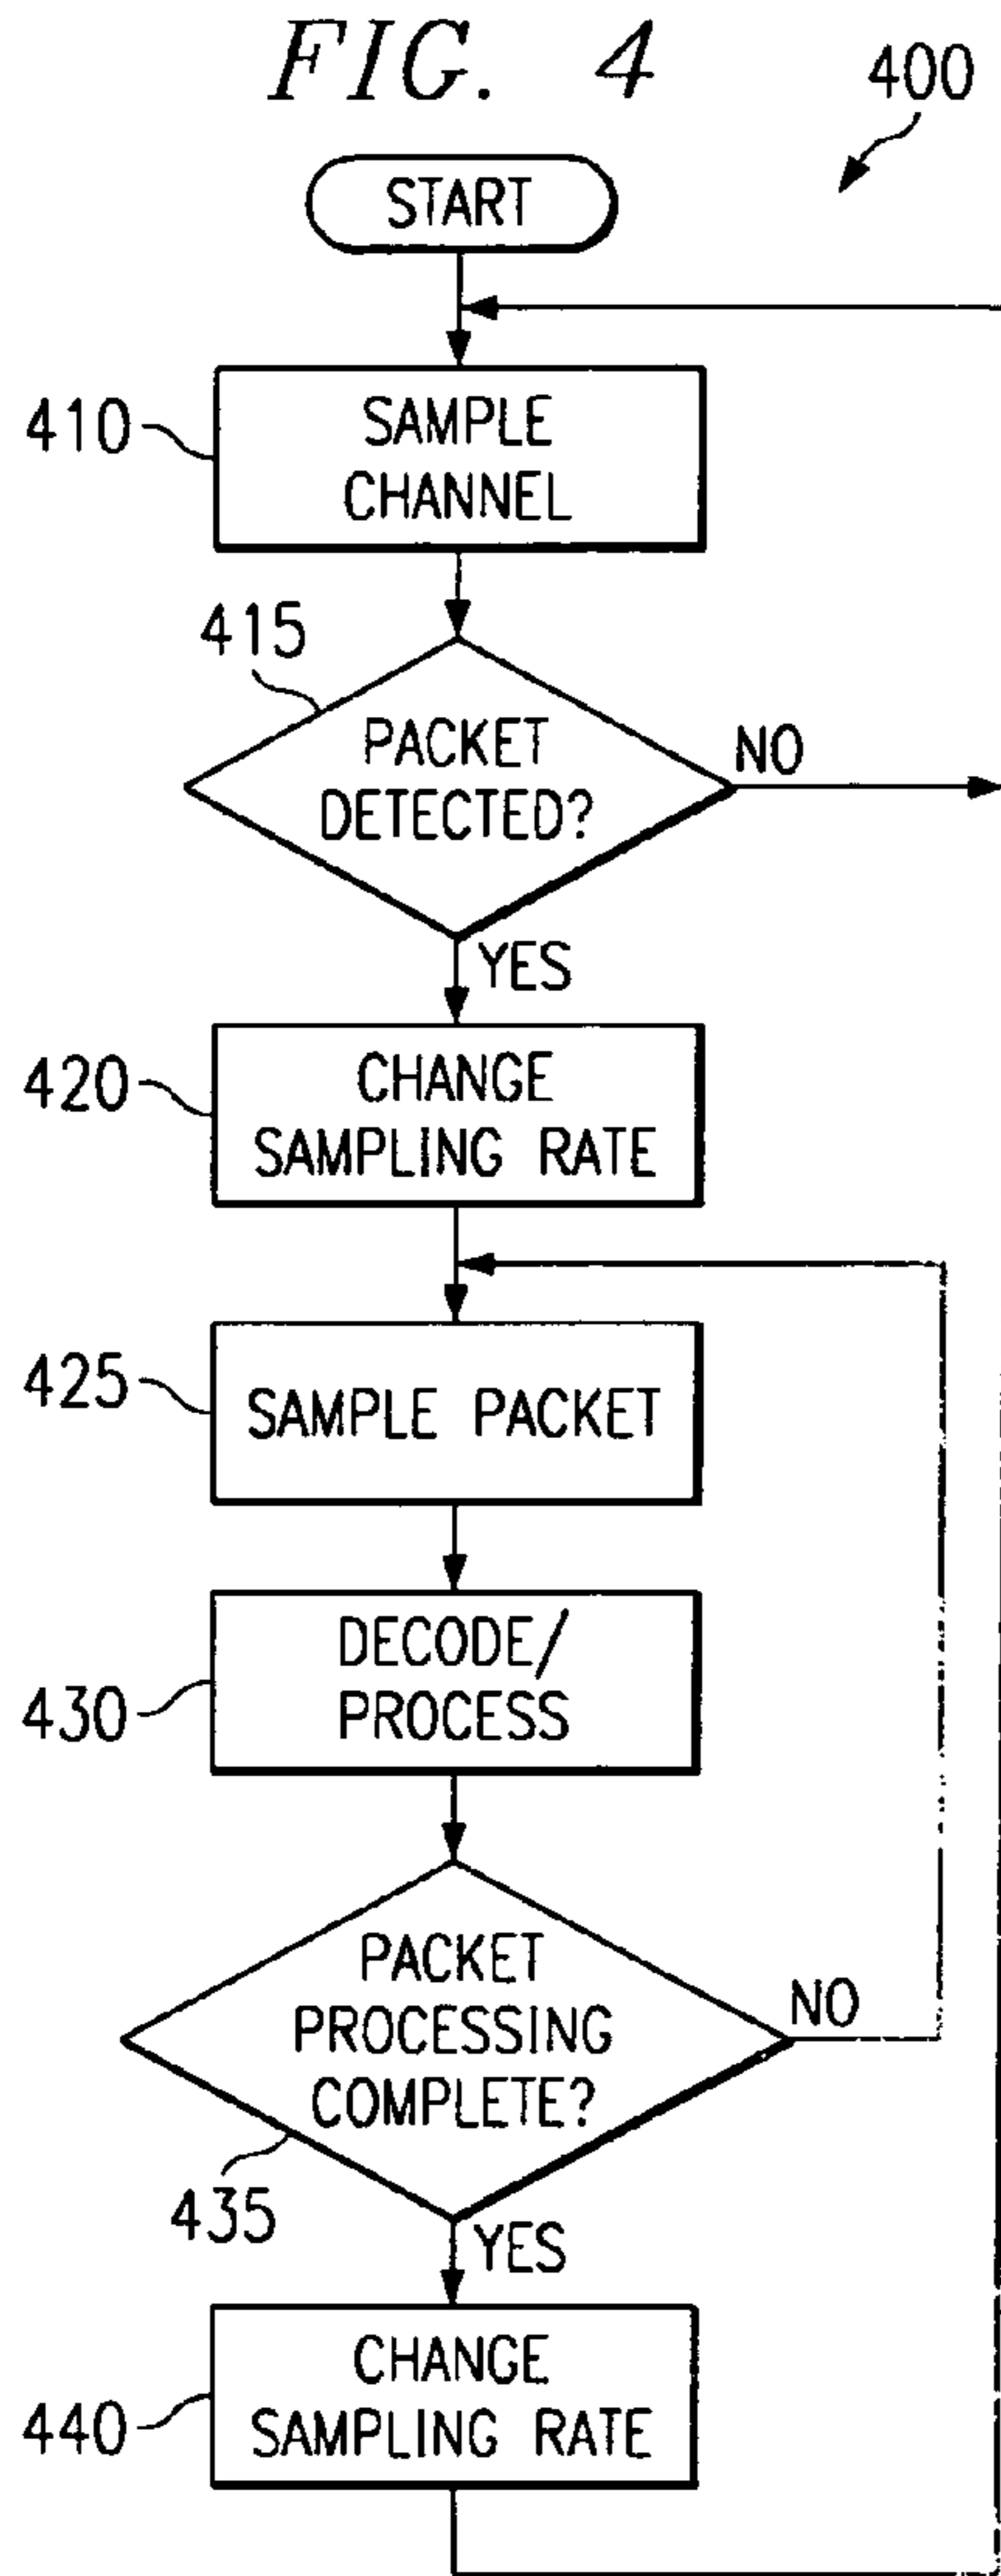 FIG. 4
400
START
410
SAMPLE
CHANNEL
415
PACKET
DETECTED?
NO
YES
420
CHANGE
SAMPLING RATE
425
SAMPLE PACKET
430
DECODE/
PROCESS
PACKET
PROCESSING
COMPLETE?
NO
435
YES
440
CHANGE
SAMPLING RATE